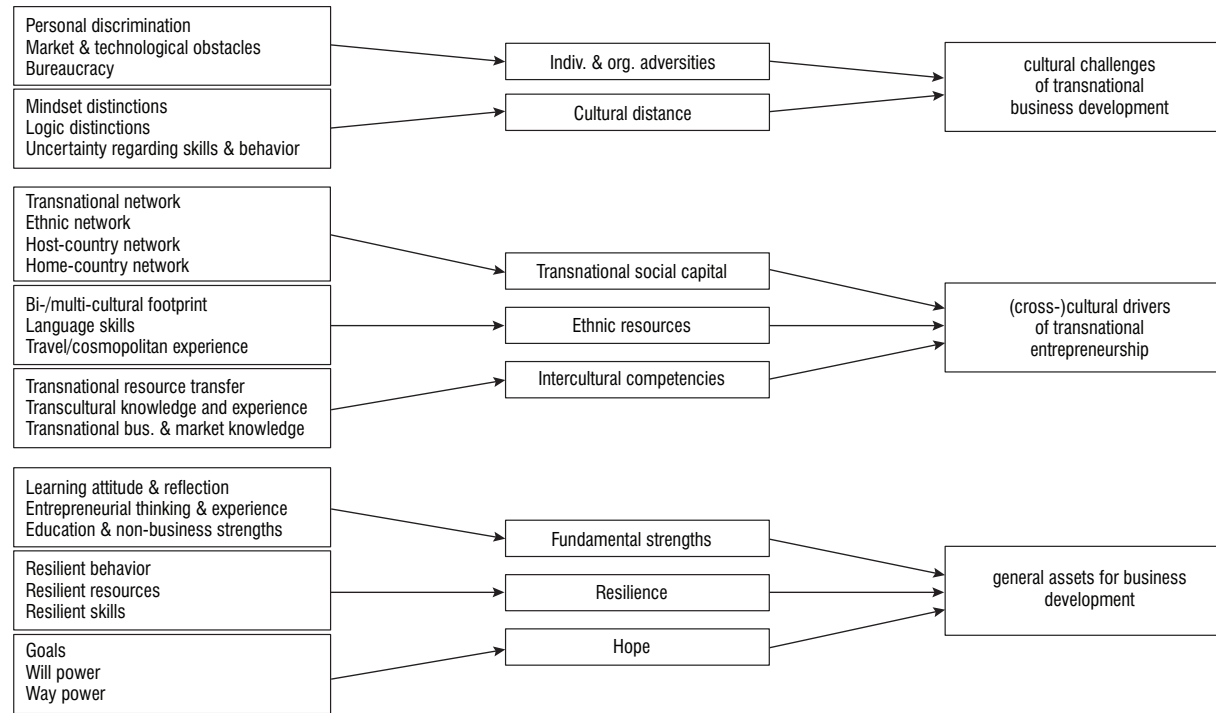 Personal discrimination
Market & technological obstacles
Bureaucracy
Mindset distinctions
Logic distinctions
Uncertainty regarding skills & behavior
Indiv. & org. adversities
Cultural distance
cultural challenges
of transnational
business development
Transnational network
Ethnic network
Host-country network
Home-country network
Bi-/multi-cultural footprint
Language skills
Travel/cosmopolitan experience
Transnational resource transfer
Transcultural knowledge and experience
Transnational bus. & market knowledge
Transnational social capital
Ethnic resources
Intercultural competencies
(cross-)cultural drivers
of transnational
entrepreneurship
Learning attitude & reflection
Entrepreneurial thinking & experience
Education & non-business strengths
Resilient behavior
Resilient resources
Resilient skills
Goals
Will power
Way power
Fundamental strengths
Resilience
Hope
general assets for business
development